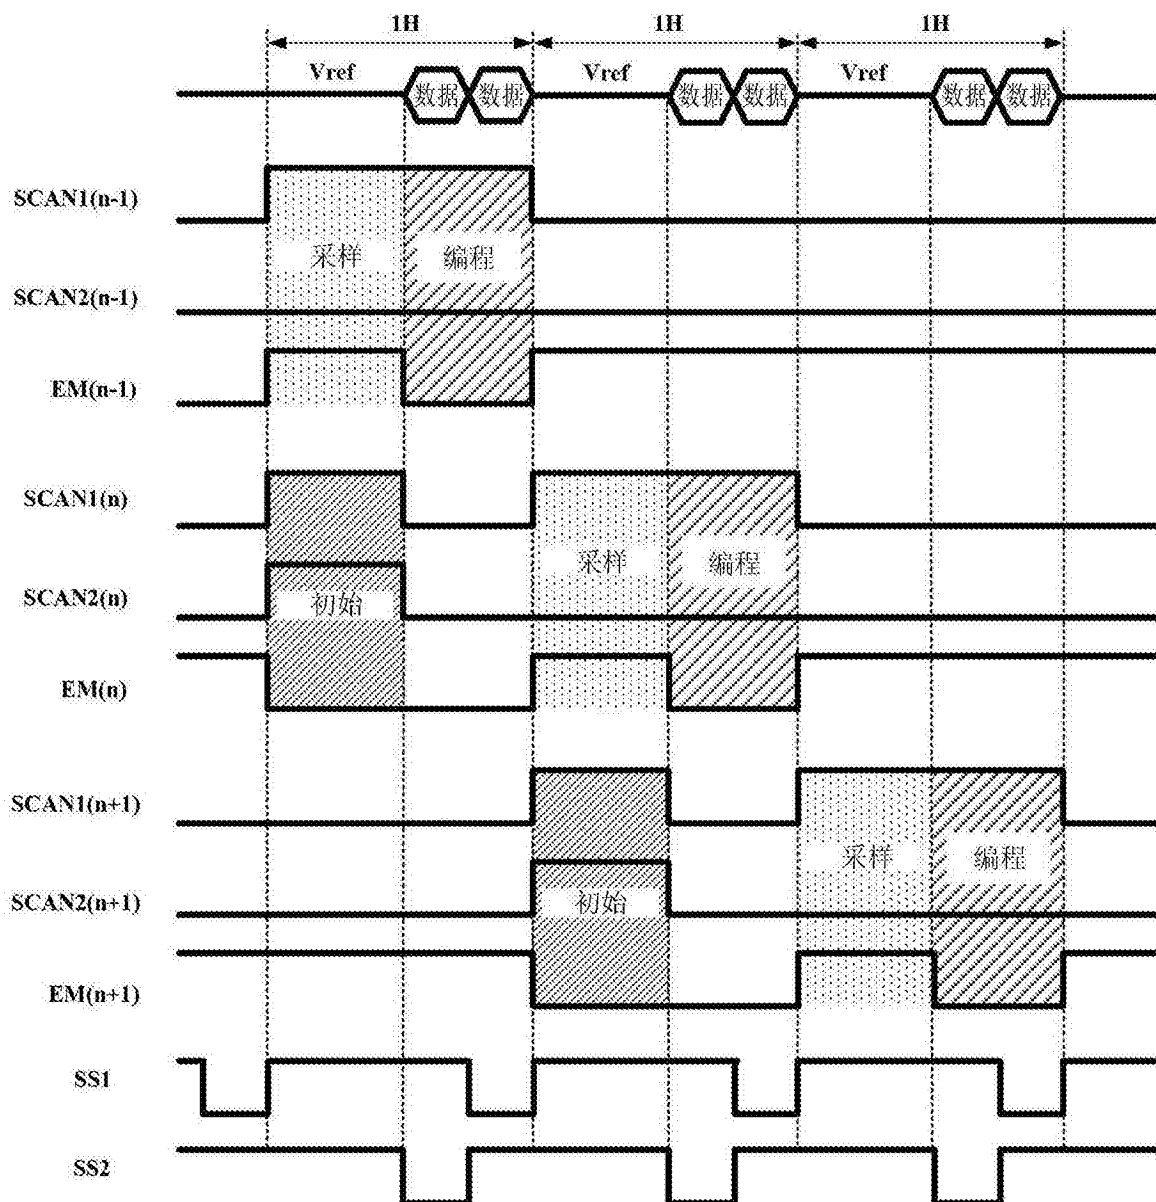 1H 1H 1H
Vref 数据 数据 Vref 数据 数据 Vref 数据 数据
SCAN1(n-1)
采样 编程
SCAN2(n-1)
EM(n-1)
SCAN1(n)
采样 编程
SCAN2(n) 初始
EM(n)
SCAN1(n+1)
采样 编程
SCAN2(n+1) 初始
EM(n+1)
SS1
SS2